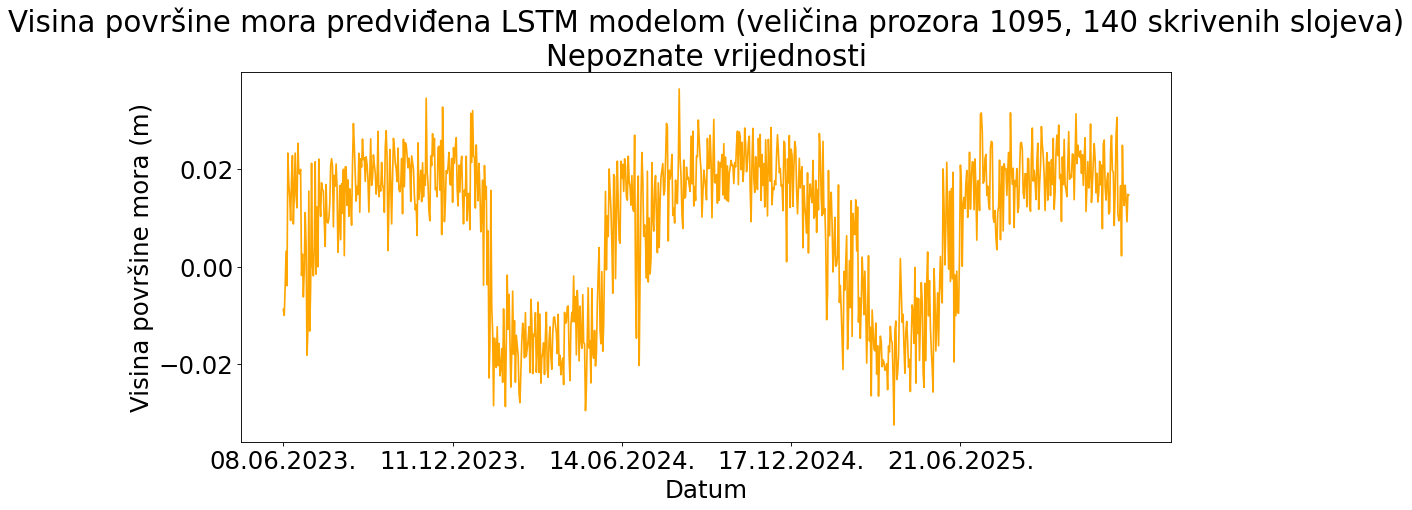 Visina površine mora predviđena LSTM modelom (veličina prozora 1095, 140 skrivenih slojeva)
Nepoznate vrijednosti
Visina površine mora (m)
0.02
0.00
−0.02
08.06.2023. 11.12.2023. 14.06.2024. 17.12.2024. 21.06.2025.
Datum